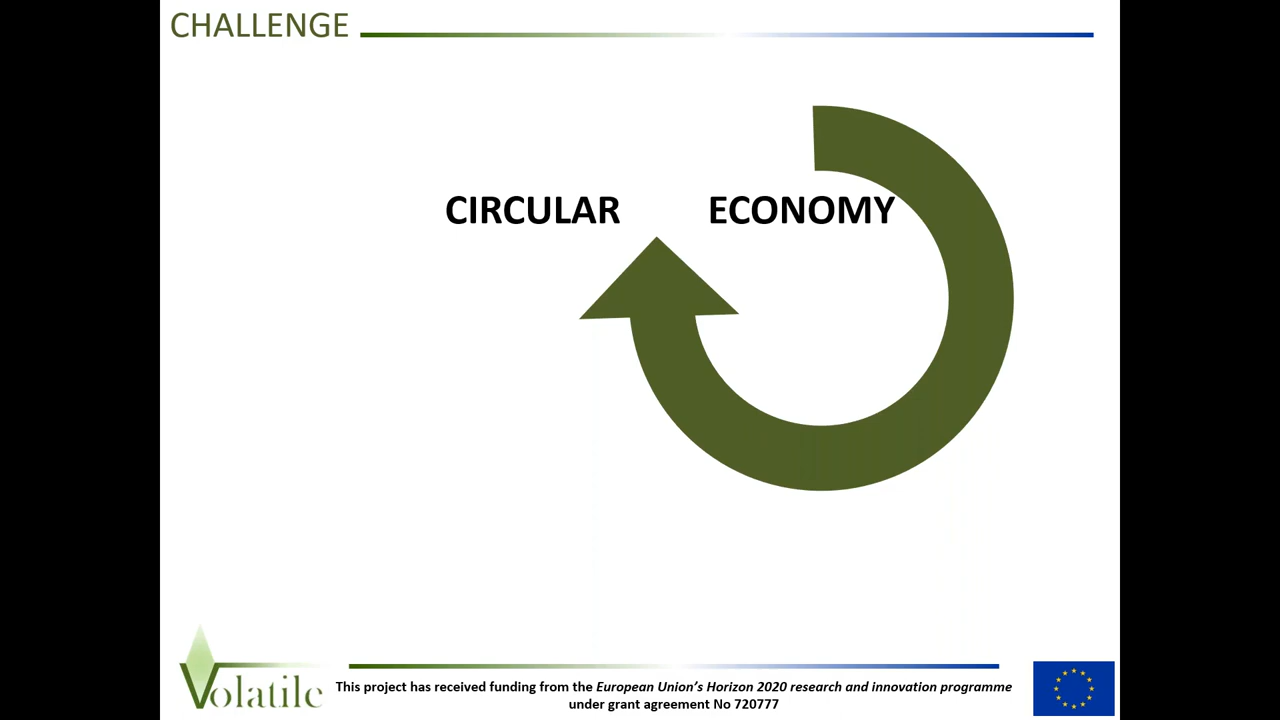 CHALLENGE
CIRCULAR ECONOMY
Volatile
This project has received funding from the European Union’s Horizon 2020 research and innovation programme
under grant agreement No 720777